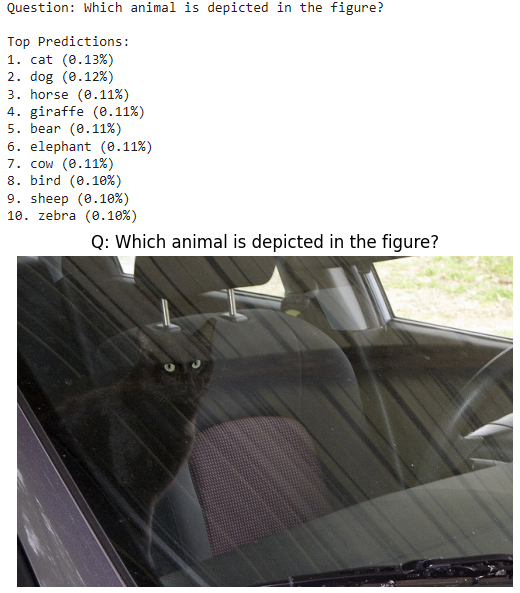 Question: Which animal is depicted in the figure?
Top Predictions:
1. cat (0.13%)
2. dog (0.12%)
3. horse (0.11%)
4. giraffe (0.11%)
5. bear (0.11%)
6. elephant (0.11%)
7. cow (0.11%)
8. bird (0.10%)
9. sheep (0.10%)
10. zebra (0.10%)
Q: Which animal is depicted in the figure?